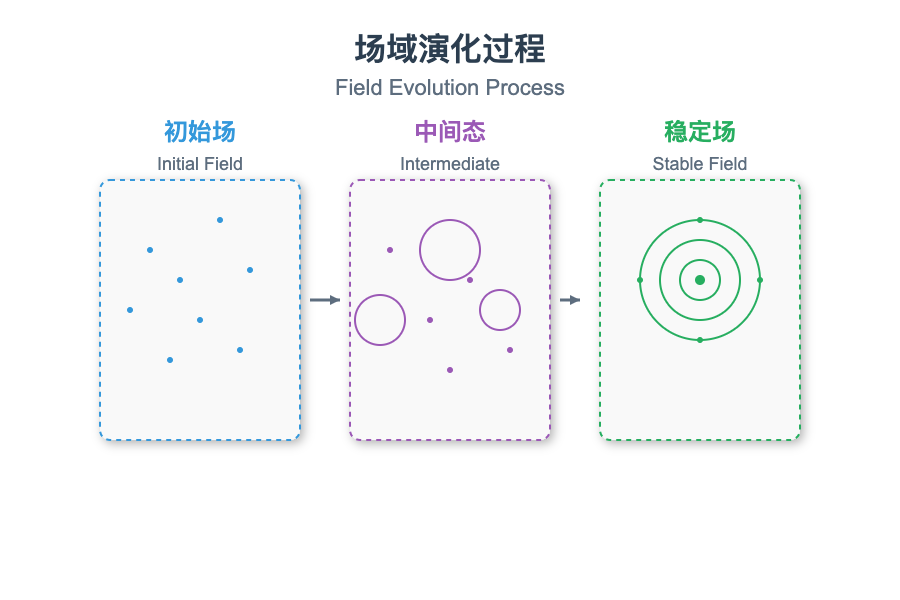 场域演化过程
Field Evolution Process
初始场
Initial Field
中间态
Intermediate
稳定场
Stable Field